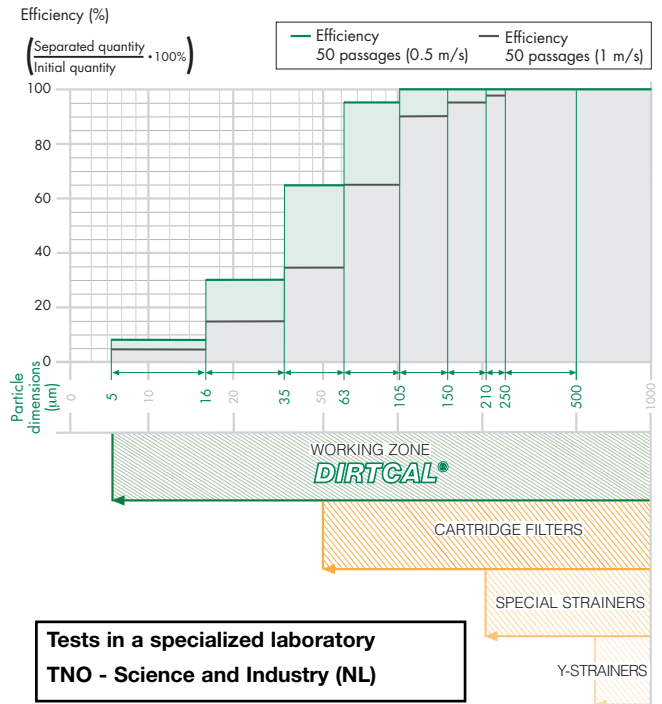 Efficiency (%)
Separated quantity
Initial quantity
• 100%
Efficiency
50 passages (0.5 m/s)
Efficiency
50 passages (1 m/s)
100
80
60
40
20
0
Particle
dimensions
(µm)
0 5 10 16 20 35 50 63 105 150 210 250 500 1000
WORKING ZONE
DIRTCAL®
CARTRIDGE FILTERS
SPECIAL STRAINERS
Y-STRAINERS
Tests in a specialized laboratory
TNO - Science and Industry (NL)